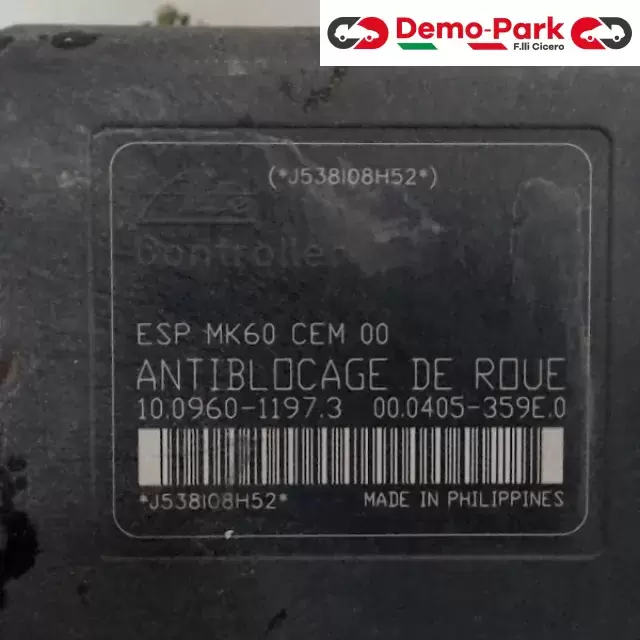 Demo-Park
F.lli Cicero
(*J538I08H52*)
Controller
ESP MK60 CEM 00
ANTIBLOCAGE DE ROUE
10.0960-1197.3 00.0405-359E.0
*J538I08H52* MADE IN PHILIPPINES